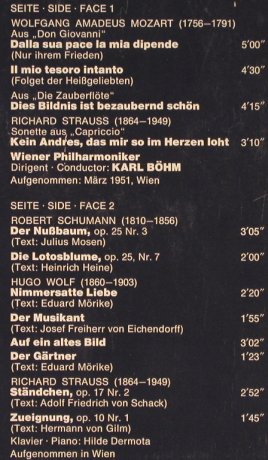 SEITE · SIDE · FACE 1
WOLFGANG AMADEUS MOZART (1756–1791)
Aus „Don Giovanni"
Dalla sua pace la mia dipende 5'00"
(Nur ihrem Frieden)
Il mio tesoro intanto 4'30"
(Folget der Heißgeliebten)
Aus „Die Zauberflöte"
Dies Bildnis ist bezaubernd schön 4'15"
RICHARD STRAUSS (1864–1949)
Sonette aus „Capriccio"
Kein Andres, das mir so im Herzen loht 3'10"
Wiener Philharmoniker
Dirigent · Conductor: KARL BÖHM
Aufgenommen: März 1951, Wien
SEITE · SIDE · FACE 2
ROBERT SCHUMANN (1810–1856)
Der Nußbaum, op. 25 Nr. 3 3'05"
(Text: Julius Mosen)
Die Lotosblume, op. 25, Nr. 7 2'00"
(Text: Heinrich Heine)
HUGO WOLF (1860–1903)
Nimmersatte Liebe 2'20"
(Text: Eduard Mörike)
Der Musikant 1'55"
(Text: Josef Freiherr von Eichendorff)
Auf ein altes Bild 3'02"
Der Gärtner 1'23"
(Text: Eduard Mörike)
RICHARD STRAUSS (1864–1949)
Ständchen, op. 17 Nr. 2 2'52"
(Text: Adolf Friedrich von Schack)
Zueignung, op. 10 Nr. 1 1'45"
(Text: Hermann von Gilm)
Klavier · Piano: Hilde Dermota
Aufgenommen in Wien